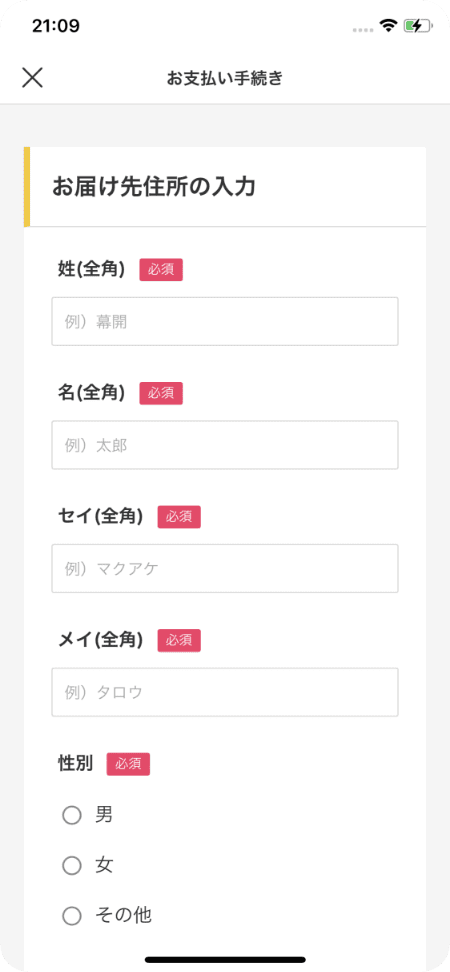 21:09
お支払い手続き
お届け先住所の入力
姓(全角) 必須
例）幕開
名(全角) 必須
例）太郎
セイ(全角) 必須
例）マクアケ
メイ(全角) 必須
例）タロウ
性別 必須
男
女
その他